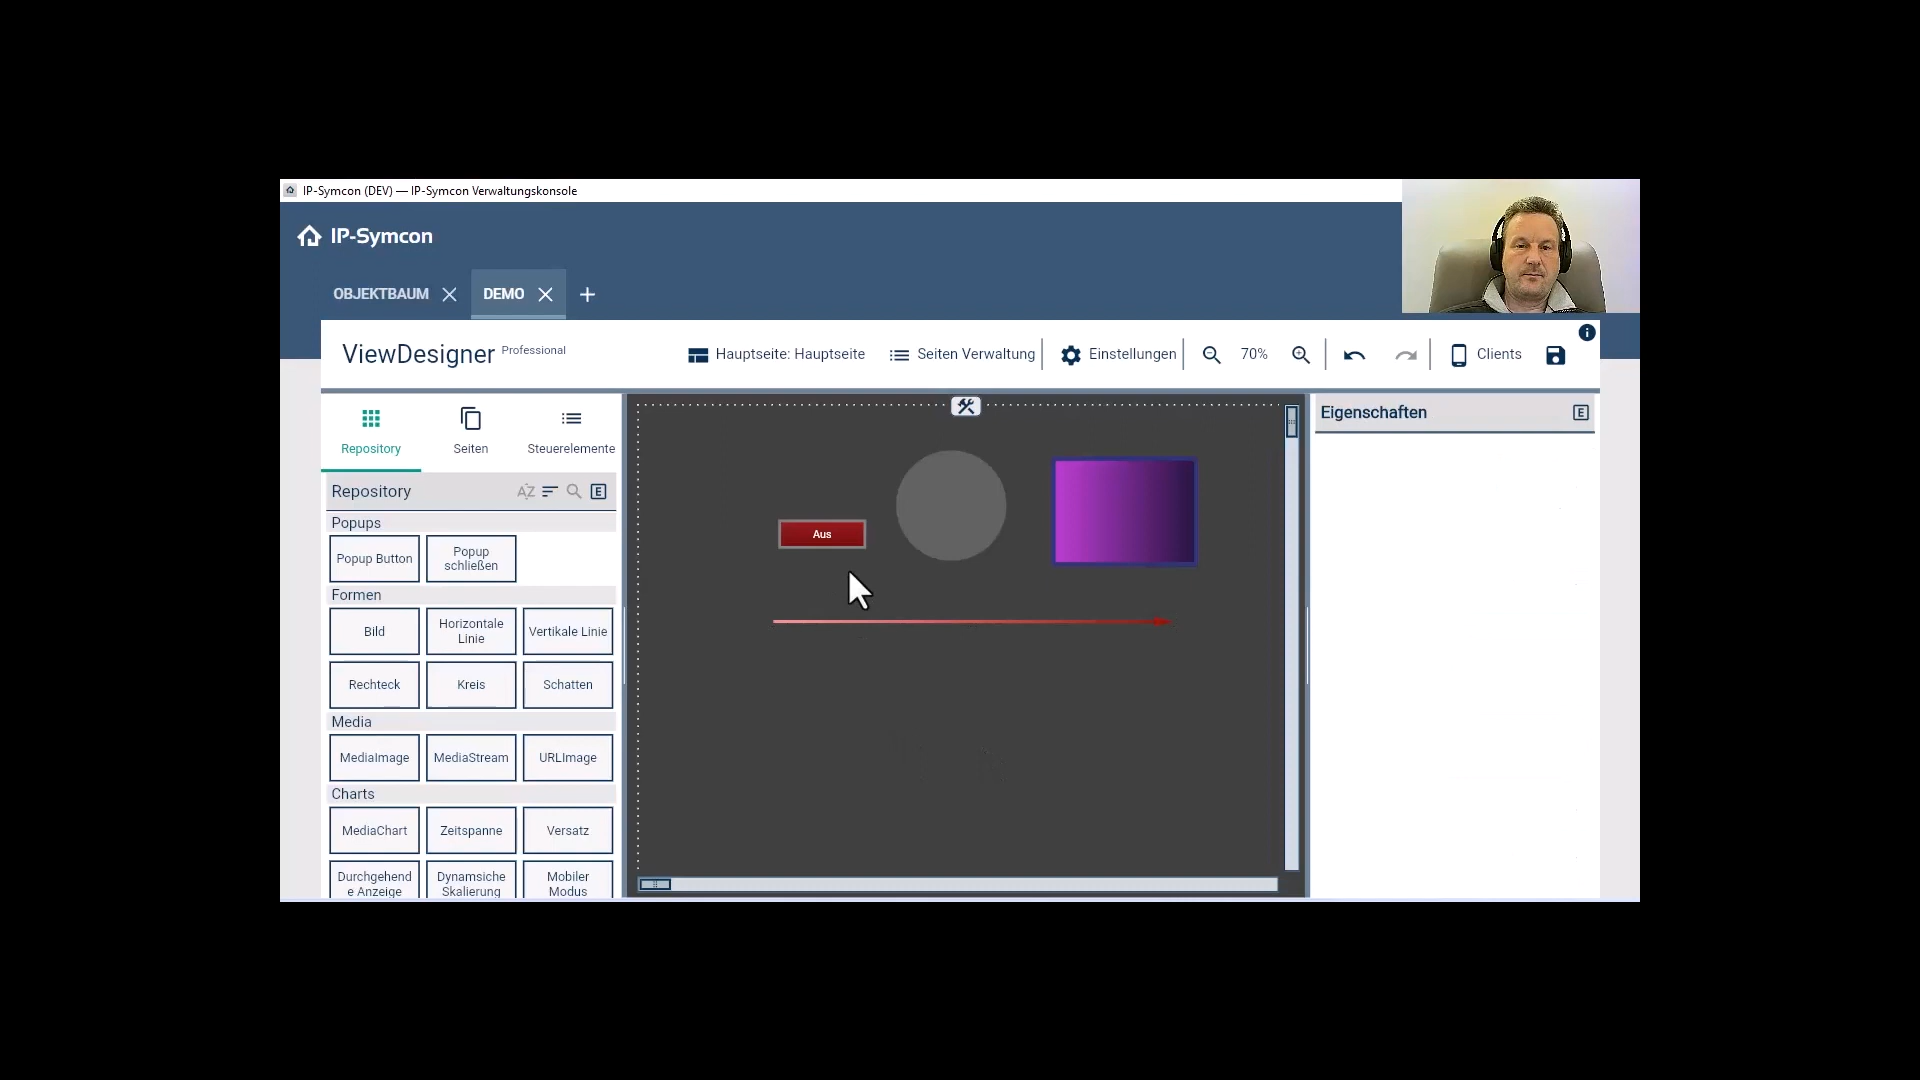 IP-Symcon (DEV) — IP-Symcon Verwaltungskonsole
IP-Symcon
OBJEKTBAUM
DEMO
ViewDesigner Professional
Hauptseite: Hauptseite
Seiten Verwaltung
Einstellungen
70%
Clients
Repository
Seiten
Steuerelemente
Repository
AZ
E
Popups
Popup Button
Popup
schließen
Formen
Bild
Horizontale
Linie
Vertikale Linie
Rechteck
Kreis
Schatten
Media
MediaImage
MediaStream
URLImage
Charts
MediaChart
Zeitspanne
Versatz
Durchgehend
e Anzeige
Dynamsiche
Skalierung
Mobiler
Modus
Aus
Eigenschaften
E